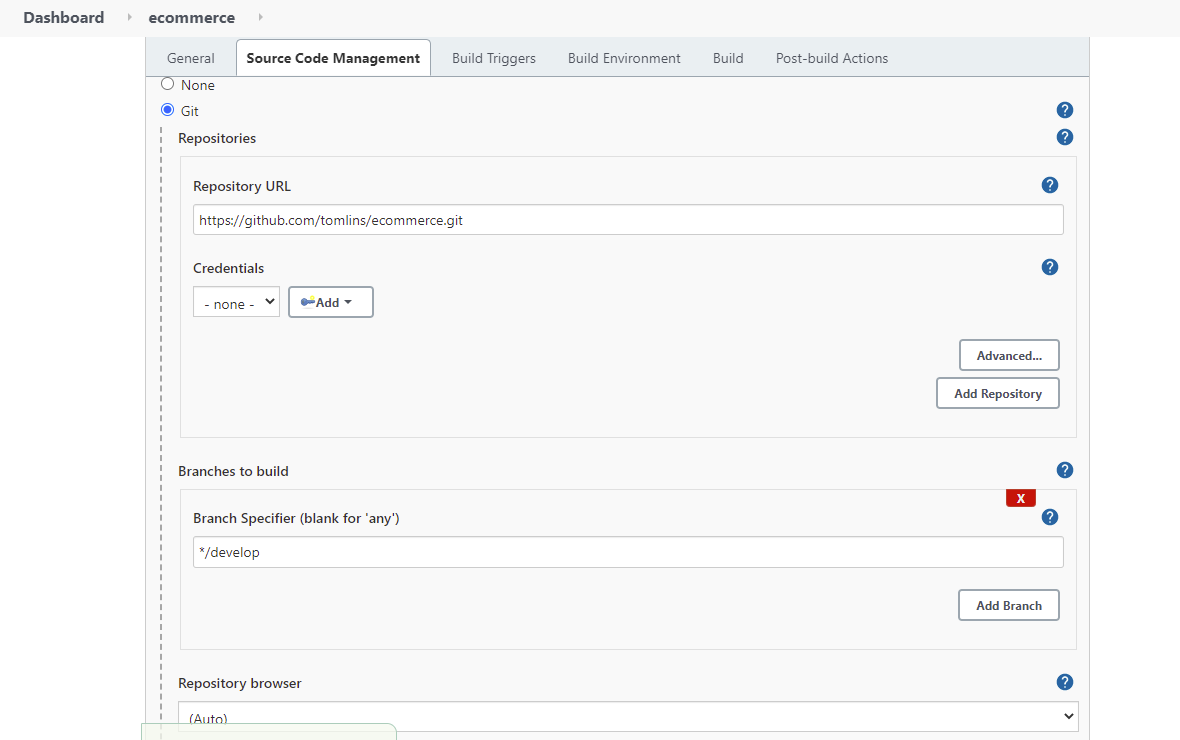 Dashboard ecommerce
General Source Code Management Build Triggers Build Environment Build Post-build Actions
None
Git
?
Repositories
?
Repository URL
?
https://github.com/tomlins/ecommerce.git
Credentials
?
- none - Add
Advanced...
Add Repository
Branches to build
?
X
Branch Specifier (blank for 'any')
?
*/develop
Add Branch
Repository browser
?
(Auto)